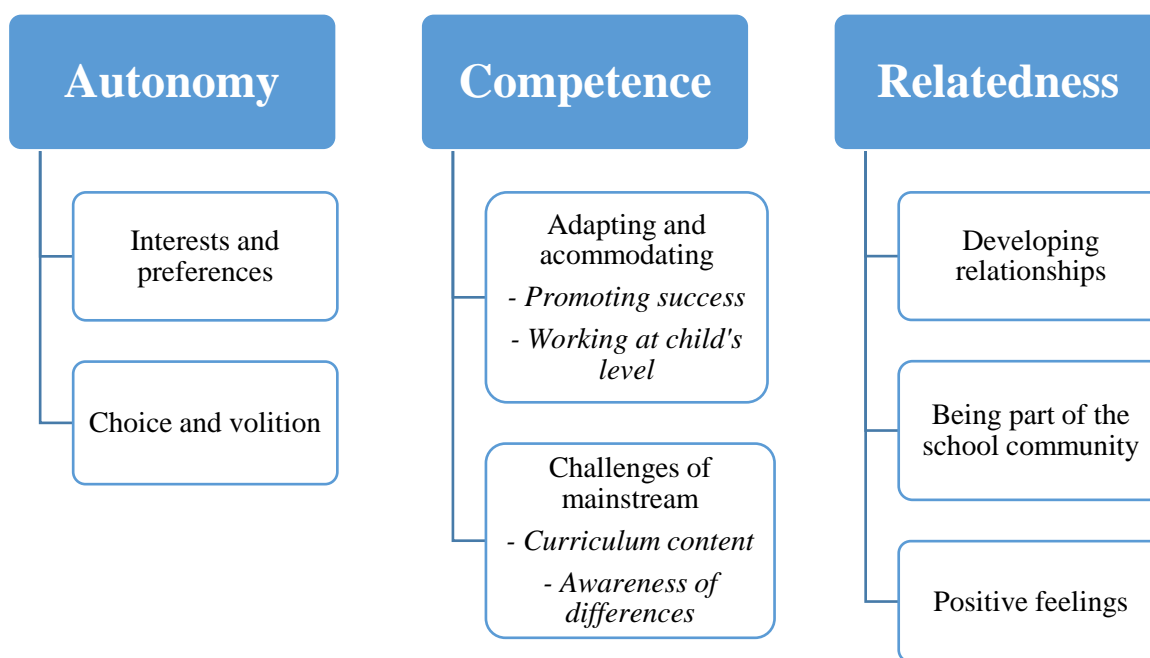 Autonomy
Interests and
preferences
Choice and volition
Competence
Adapting and
acommodating
- Promoting success
- Working at child's
level
Challenges of
mainstream
- Curriculum content
- Awareness of
differences
Relatedness
Developing
relationships
Being part of the
school community
Positive feelings